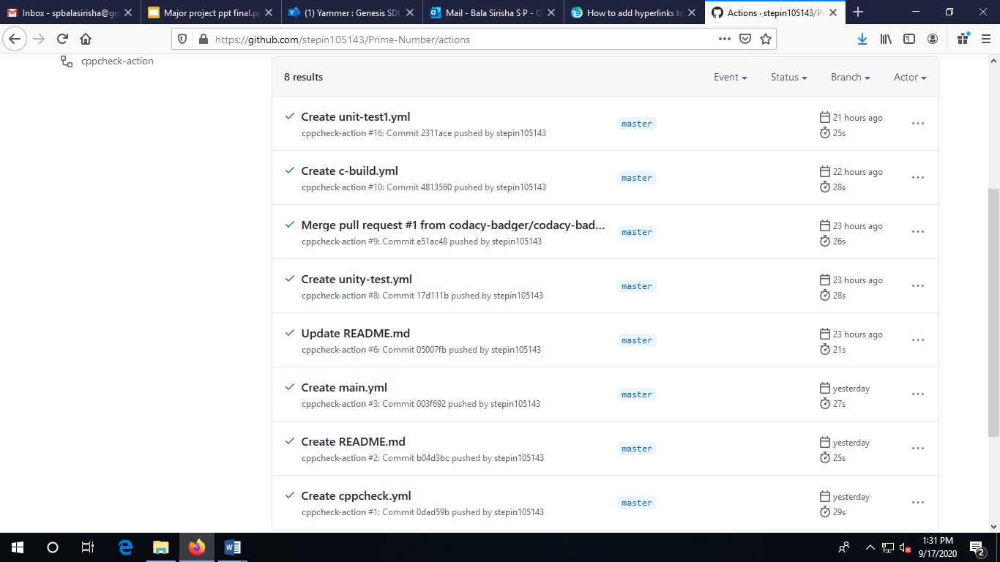 Inbox - spbalasirisha@gm
Major project ppt final.p
(1) Yammer : Genesis SDL
Mail - Bala Sirisha S P - O
How to add hyperlinks to
Actions · stepin105143/Pr
https://github.com/stepin105143/Prime-Number/actions
cppcheck-action
8 results
Event
Status
Branch
Actor
Create unit-test1.yml
cppcheck-action #16: Commit 2311ace pushed by stepin105143
master
21 hours ago
25s
Create c-build.yml
cppcheck-action #10: Commit 4813560 pushed by stepin105143
master
22 hours ago
28s
Merge pull request #1 from codacy-badger/codacy-bad...
cppcheck-action #9: Commit e51ac48 pushed by stepin105143
master
23 hours ago
26s
Create unity-test.yml
cppcheck-action #8: Commit 17d111b pushed by stepin105143
master
23 hours ago
28s
Update README.md
cppcheck-action #6: Commit 05007fb pushed by stepin105143
master
23 hours ago
21s
Create main.yml
cppcheck-action #3: Commit 003f692 pushed by stepin105143
master
yesterday
27s
Create README.md
cppcheck-action #2: Commit b04d3bc pushed by stepin105143
master
yesterday
25s
Create cppcheck.yml
cppcheck-action #1: Commit 0dad59b pushed by stepin105143
master
yesterday
29s
1:31 PM
9/17/2020
2